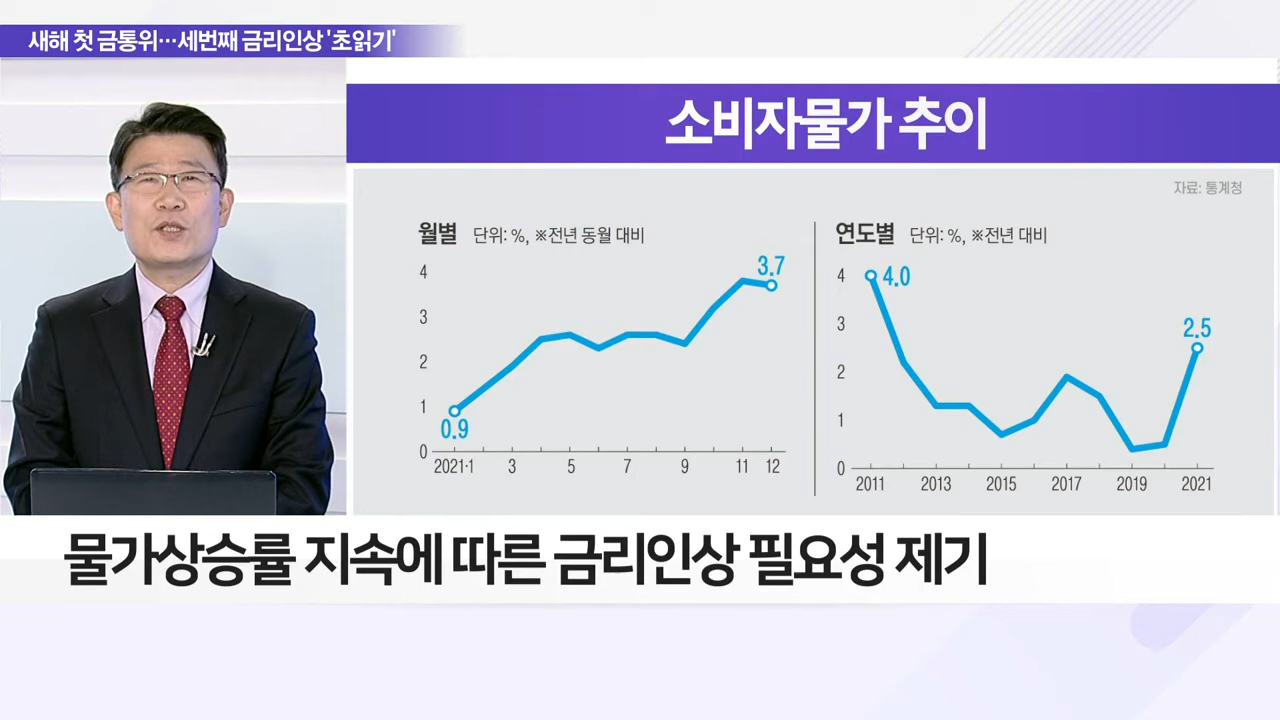 새해 첫 금통위…세번째 금리인상 '초읽기'
소비자물가 추이
자료: 통계청
월별 단위: %, ※전년 동월 대비
4
3
2
1
0
3.7
0.9
2021·1 3 5 7 9 11 12
연도별 단위: %, ※전년 대비
4
3
2
1
0
4.0
2.5
2011 2013 2015 2017 2019 2021
물가상승률 지속에 따른 금리인상 필요성 제기